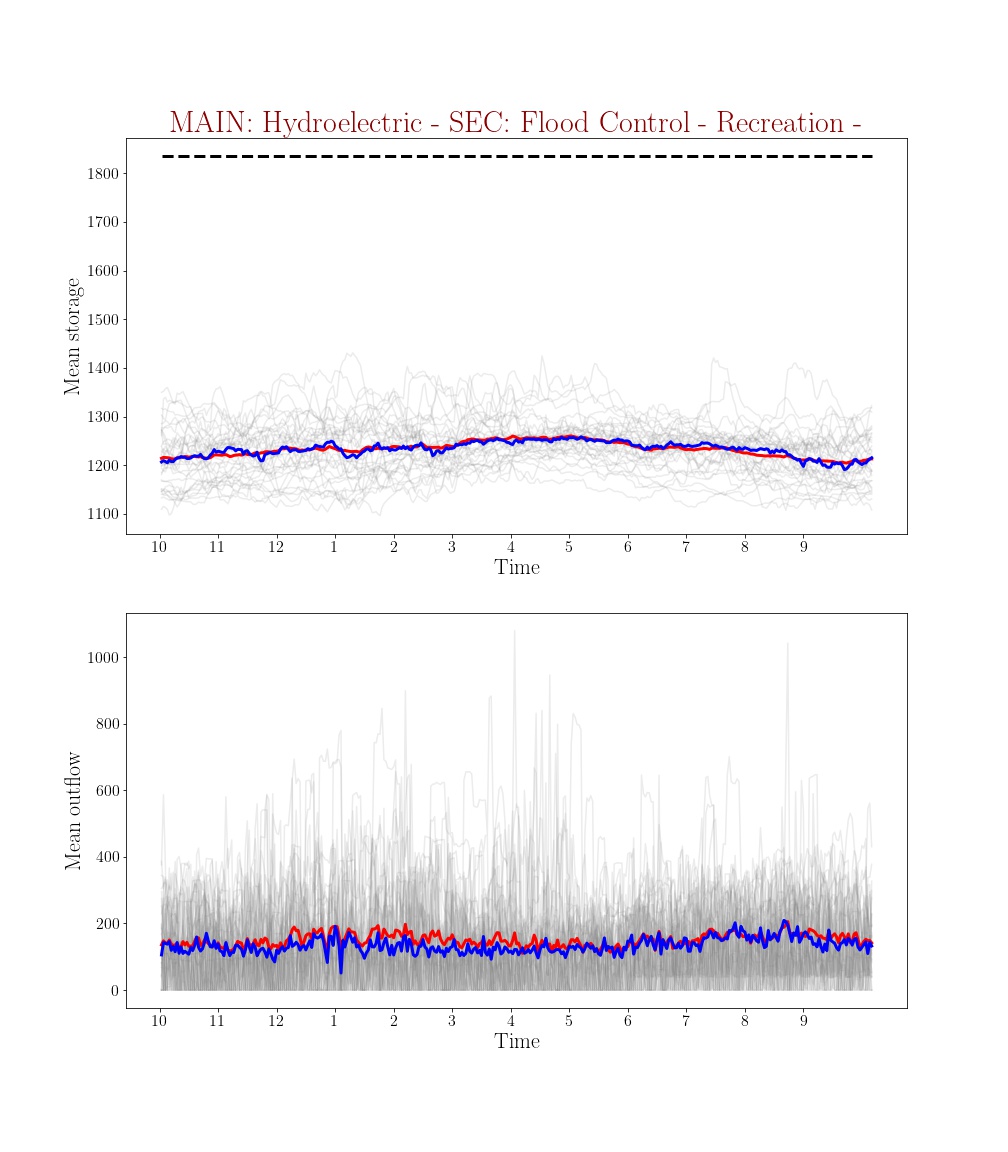 MAIN: Hydroelectric - SEC: Flood Control - Recreation -
1800
1700
1600
1500
1400
1300
1200
1100
Mean storage
10 11 12 1 2 3 4 5 6 7 8 9
Time
1000
800
600
400
200
0
Mean outflow
10 11 12 1 2 3 4 5 6 7 8 9
Time